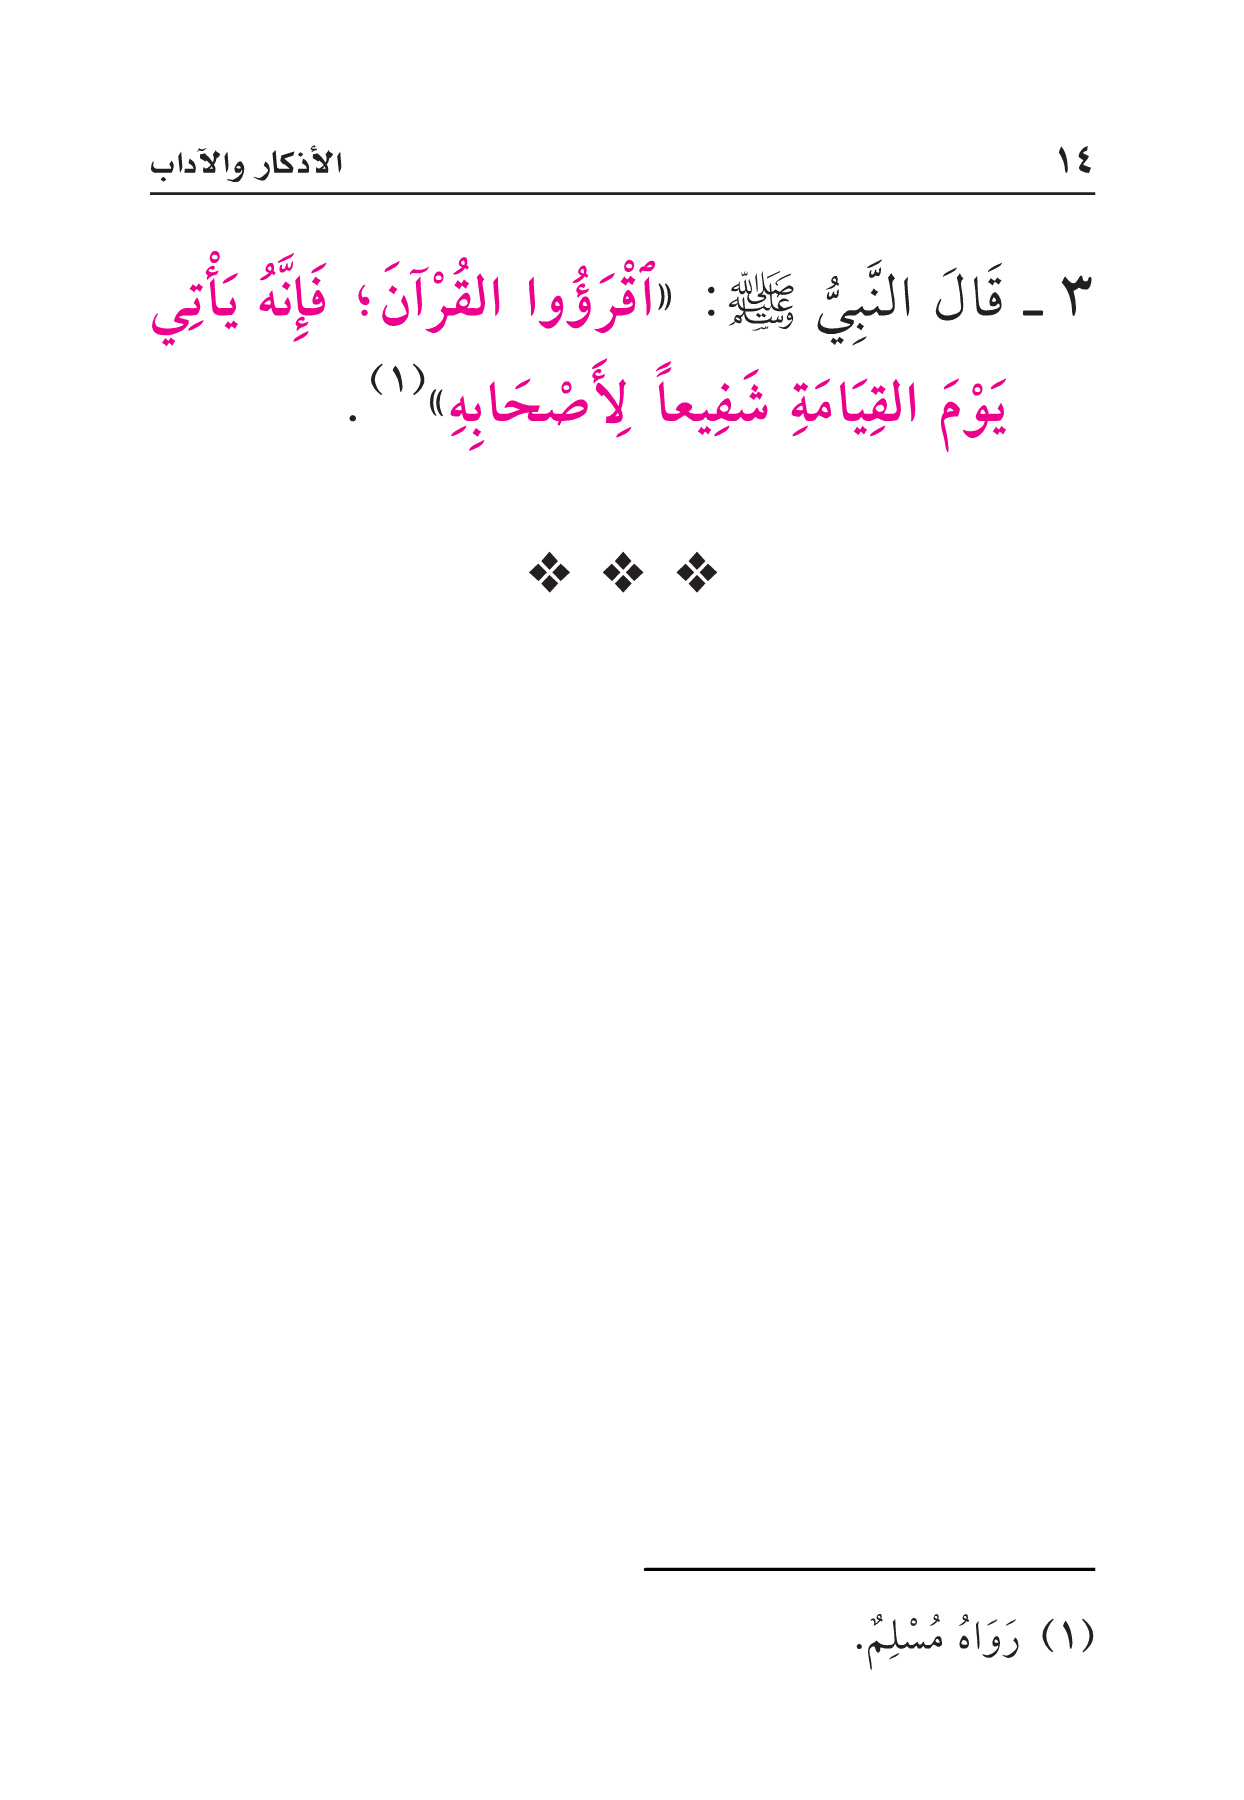 ١٤ الأذكار والآداب
٣ ـ قَالَ النَّبِيُّ ﷺ: «ٱقْرَؤُوا القُرْآنَ؛ فَإِنَّهُ يَأْتِي
يَوْمَ القِيَامَةِ شَفِيعاً لِأَصْحَابِهِ»(١).
(١) رَوَاهُ مُسْلِمٌ.